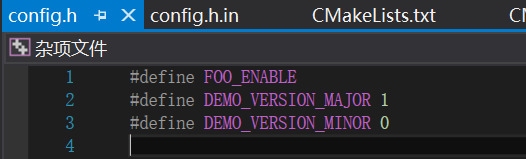 config.h config.h.in CMakeLists.txt CM
杂项文件
1 #define FOO_ENABLE
2 #define DEMO_VERSION_MAJOR 1
3 #define DEMO_VERSION_MINOR 0
4